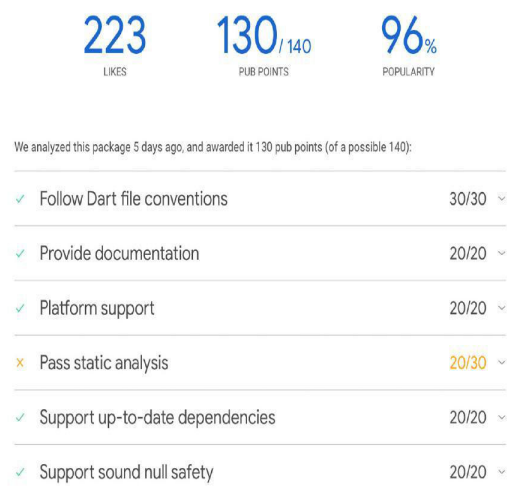 223 130/ 140 96%
LIKES PUB POINTS POPULARITY
We analyzed this package 5 days ago, and awarded it 130 pub points (of a possible 140):
Follow Dart file conventions 30/30
Provide documentation 20/20
Platform support 20/20
Pass static analysis 20/30
Support up-to-date dependencies 20/20
Support sound null safety 20/20